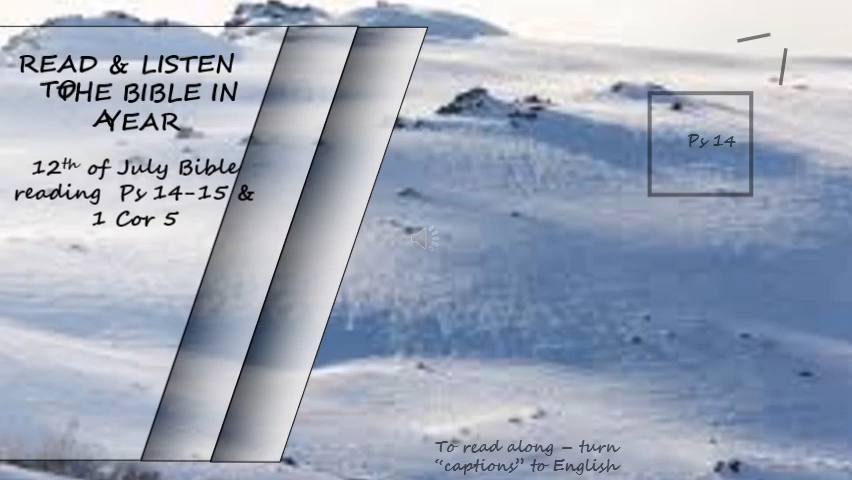 READ & LISTEN
TO THE BIBLE IN
A YEAR
12th of July Bible
reading Ps 14-15 &
1 Cor 5
Ps 14
To read along – turn
“captions” to English